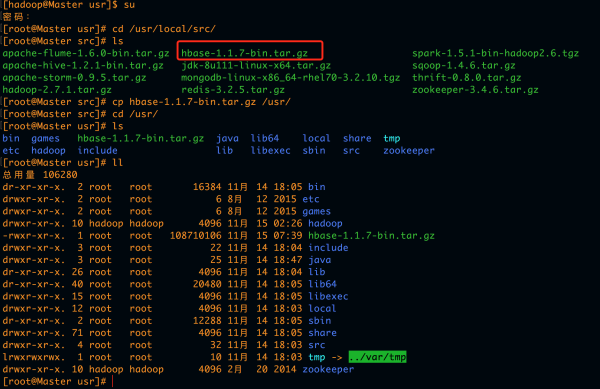 [hadoop@Master usr]$ su
密码：
[root@Master usr]# cd /usr/local/src/
[root@Master src]# ls
apache-flume-1.6.0-bin.tar.gz hbase-1.1.7-bin.tar.gz spark-1.5.1-bin-hadoop2.6.tgz
apache-hive-1.2.1-bin.tar.gz jdk-8u111-linux-x64.tar.gz sqoop-1.4.6.tar.gz
apache-storm-0.9.5.tar.gz mongodb-linux-x86_64-rhel70-3.2.10.tgz thrift-0.8.0.tar.gz
hadoop-2.7.1.tar.gz redis-3.2.5.tar.gz zookeeper-3.4.6.tar.gz
[root@Master src]# cp hbase-1.1.7-bin.tar.gz /usr/
[root@Master src]# cd /usr/
[root@Master usr]# ls
bin games hbase-1.1.7-bin.tar.gz java lib64 local share tmp
etc hadoop include lib libexec sbin src zookeeper
[root@Master usr]# ll
总用量 106280
dr-xr-xr-x. 2 root root 16384 11月 14 18:05 bin
drwxr-xr-x. 2 root root 6 8月 12 2015 etc
drwxr-xr-x. 2 root root 6 8月 12 2015 games
drwxr-xr-x. 10 hadoop hadoop 4096 11月 15 02:26 hadoop
-rwxr-xr-x. 1 root root 108710106 11月 15 07:39 hbase-1.1.7-bin.tar.gz
drwxr-xr-x. 3 root root 22 11月 14 18:04 include
drwxr-xr-x. 3 root root 25 11月 14 18:47 java
dr-xr-xr-x. 26 root root 4096 11月 14 18:04 lib
dr-xr-xr-x. 40 root root 20480 11月 14 18:05 lib64
drwxr-xr-x. 15 root root 4096 11月 14 18:05 libexec
drwxr-xr-x. 12 root root 4096 11月 14 18:03 local
dr-xr-xr-x. 2 root root 12288 11月 14 18:05 sbin
drwxr-xr-x. 71 root root 4096 11月 14 18:05 share
drwxr-xr-x. 4 root root 32 11月 14 18:03 src
lrwxrwxrwx. 1 root root 10 11月 14 18:03 tmp -> ../var/tmp
drwxr-xr-x. 10 hadoop hadoop 4096 2月 20 2014 zookeeper
[root@Master usr]#